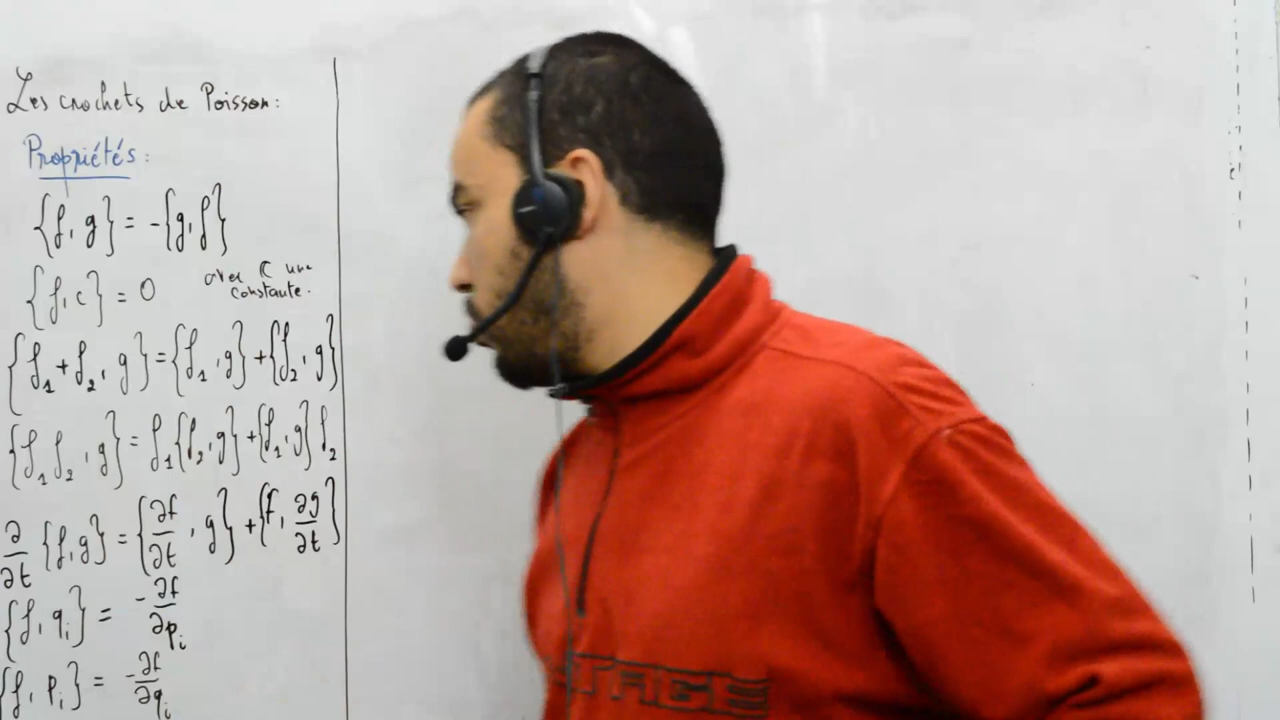 Les crochets de Poisson:
Propriétés:
{f, g} = -{g, f}
{f, c} = 0 avec C une constante.
{f₁ + f₂, g} = {f₁, g} + {f₂, g}
{f₁ f₂, g} = f₁{f₂, g} + {f₁, g} f₂
∂/∂t {f, g} = {∂f/∂t, g} + {f, ∂g/∂t}
{f, qᵢ} = -∂f/∂pᵢ
{f, pᵢ} = -∂f/∂qᵢ